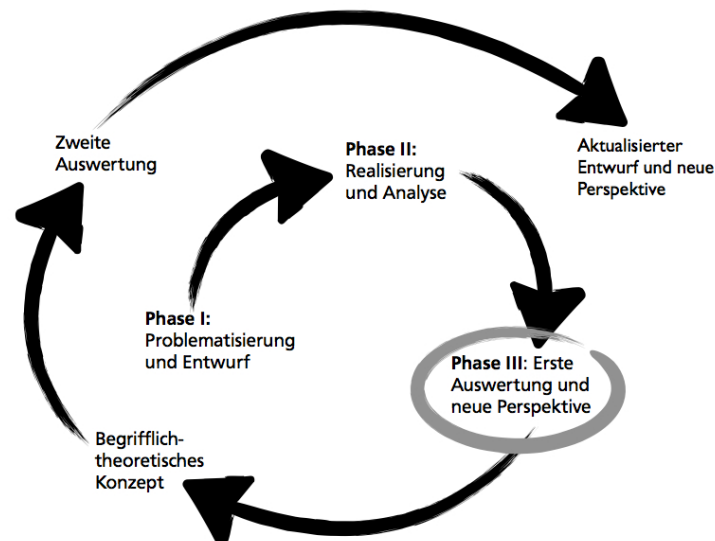 Zweite
Auswertung
Phase II:
Realisierung
und Analyse
Aktualisierter
Entwurf und neue
Perspektive
Phase I:
Problematisierung
und Entwurf
Phase III: Erste
Auswertung und
neue Perspektive
Begrifflich-
theoretisches
Konzept